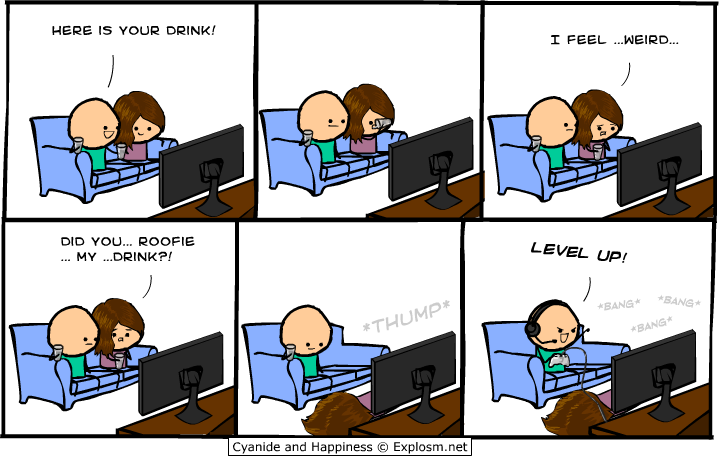 HERE IS YOUR DRINK!
I FEEL ...WEIRD...
DID YOU... ROOFIE
... MY ...DRINK?!
*THUMP*
LEVEL UP!
*BANG*
*BANG*
*BANG*
Cyanide and Happiness © Explosm.net